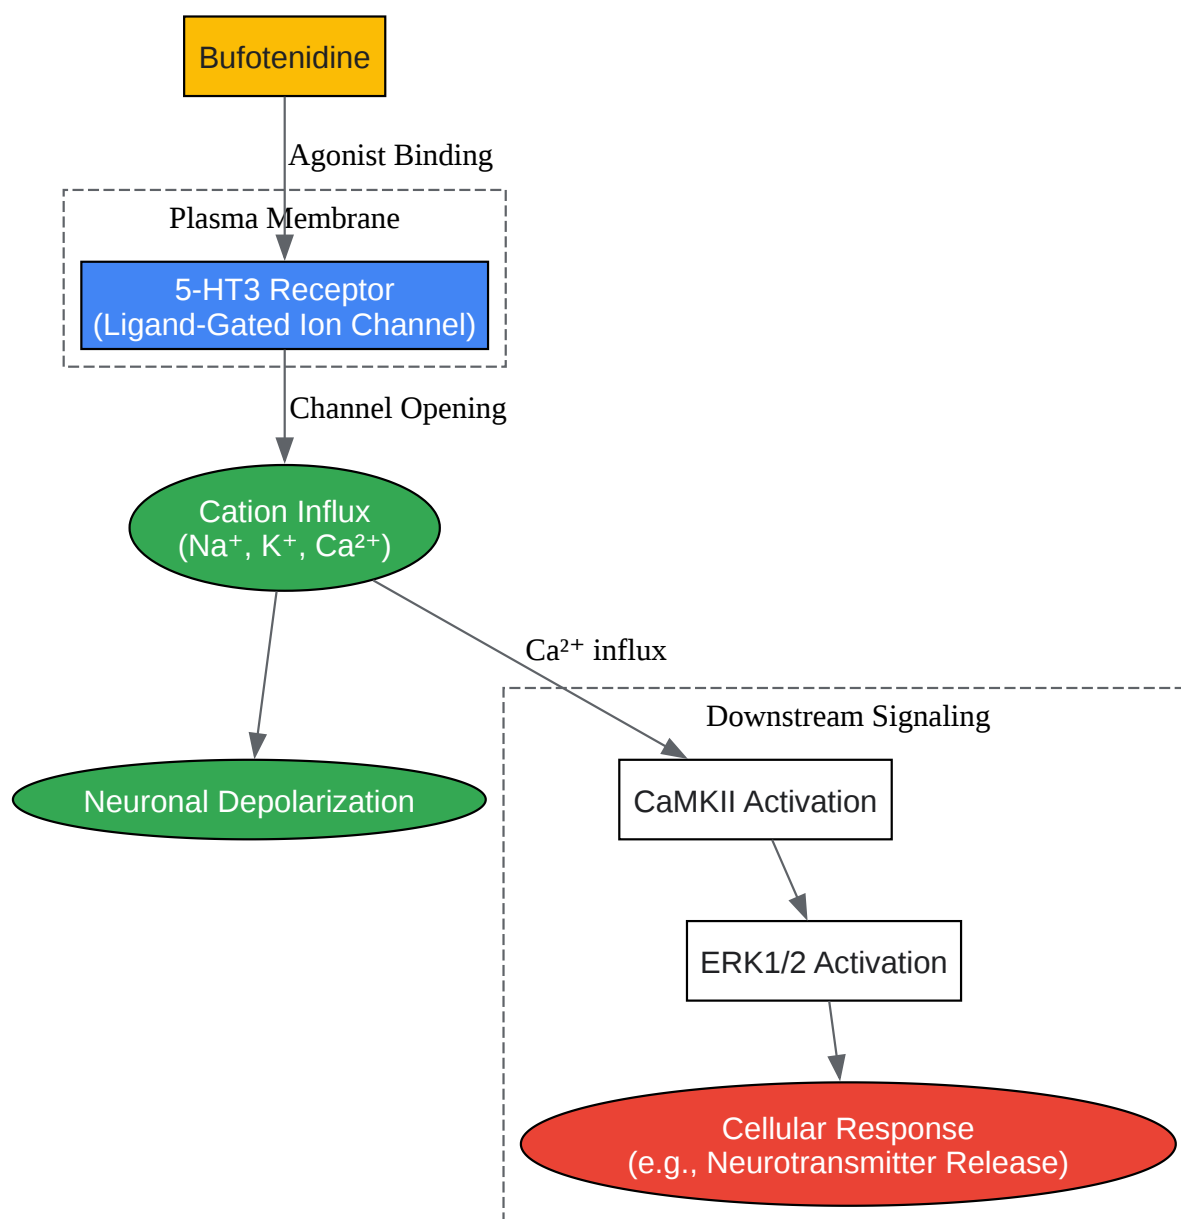 Bufotenidine
Agonist Binding
Plasma Membrane
5-HT3 Receptor
(Ligand-Gated Ion Channel)
Channel Opening
Cation Influx
(Na⁺, K⁺, Ca²⁺)
Ca²⁺ influx
Downstream Signaling
Neuronal Depolarization
CaMKII Activation
ERK1/2 Activation
Cellular Response
(e.g., Neurotransmitter Release)